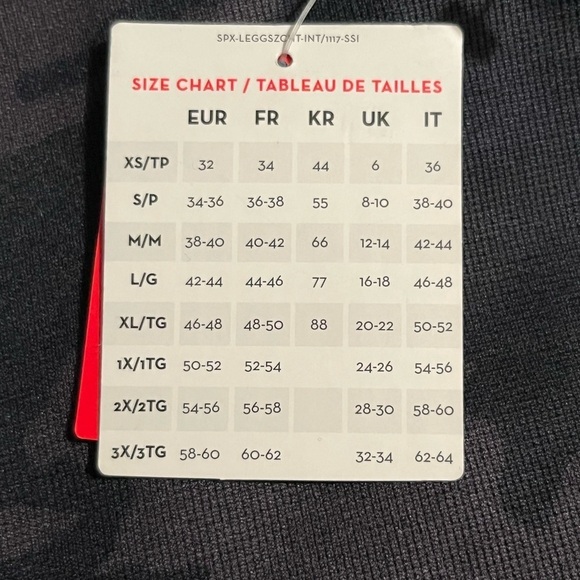 SPX-LEGGSZCNT-INT/1117-SSI
SIZE CHART / TABLEAU DE TAILLES
EUR FR KR UK IT
XS/TP 32 34 44 6 36
S/P 34-36 36-38 55 8-10 38-40
M/M 38-40 40-42 66 12-14 42-44
L/G 42-44 44-46 77 16-18 46-48
XL/TG 46-48 48-50 88 20-22 50-52
1X/1TG 50-52 52-54 24-26 54-56
2X/2TG 54-56 56-58 28-30 58-60
3X/3TG 58-60 60-62 32-34 62-64